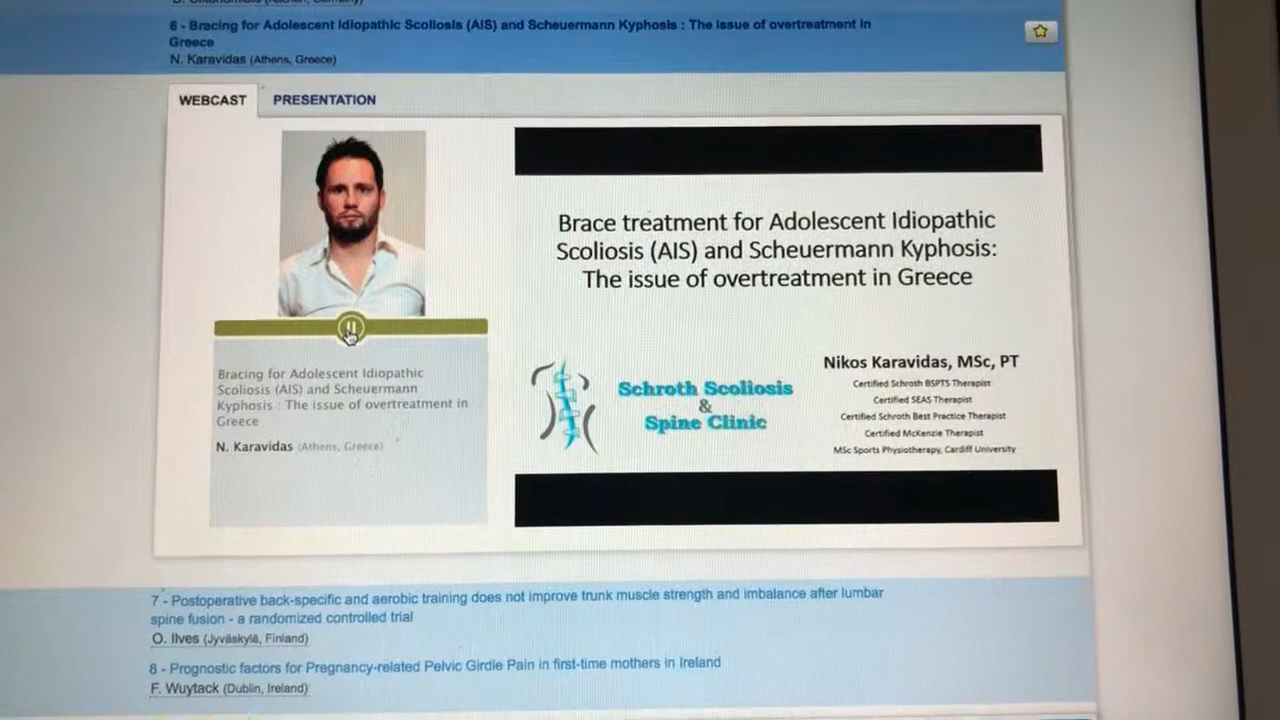 6 - Bracing for Adolescent Idiopathic Scoliosis (AIS) and Scheuermann Kyphosis : The issue of overtreatment in
Greece
N. Karavidas (Athens, Greece)
WEBCAST
PRESENTATION
Brace treatment for Adolescent Idiopathic
Scoliosis (AIS) and Scheuermann Kyphosis:
The issue of overtreatment in Greece
Schroth Scoliosis
&
Spine Clinic
Nikos Karavidas, MSc, PT
Certified Schroth BSPTS Therapist
Certified SEAS Therapist
Certified Schroth Best Practice Therapist
Certified McKenzie Therapist
MSc Sports Physiotherapy, Cardiff University
Bracing for Adolescent Idiopathic
Scoliosis (AIS) and Scheuermann
Kyphosis : The issue of overtreatment in
Greece
N. Karavidas (Athens, Greece)
7 - Postoperative back-specific and aerobic training does not improve trunk muscle strength and imbalance after lumbar
spine fusion - a randomized controlled trial
O. Ilves (Jyväskylä, Finland)
8 - Prognostic factors for Pregnancy-related Pelvic Girdle Pain in first-time mothers in Ireland
F. Wuytack (Dublin, Ireland)